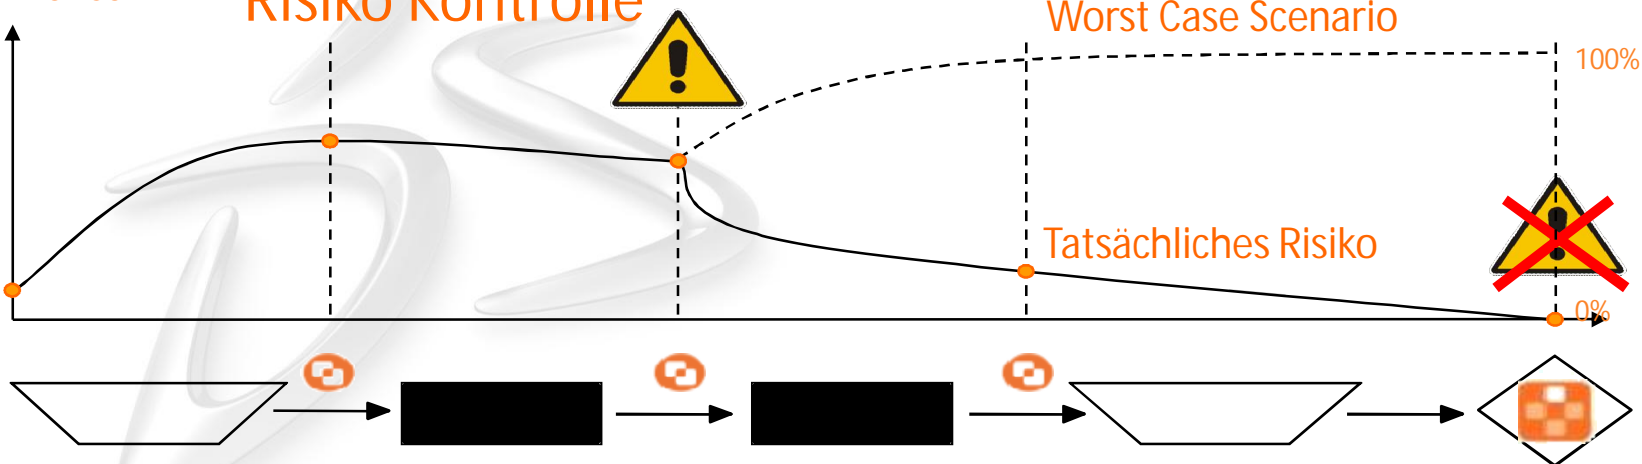 Risiko Kontrolle
Worst Case Scenario
100%
Tatsächliches Risiko
0%